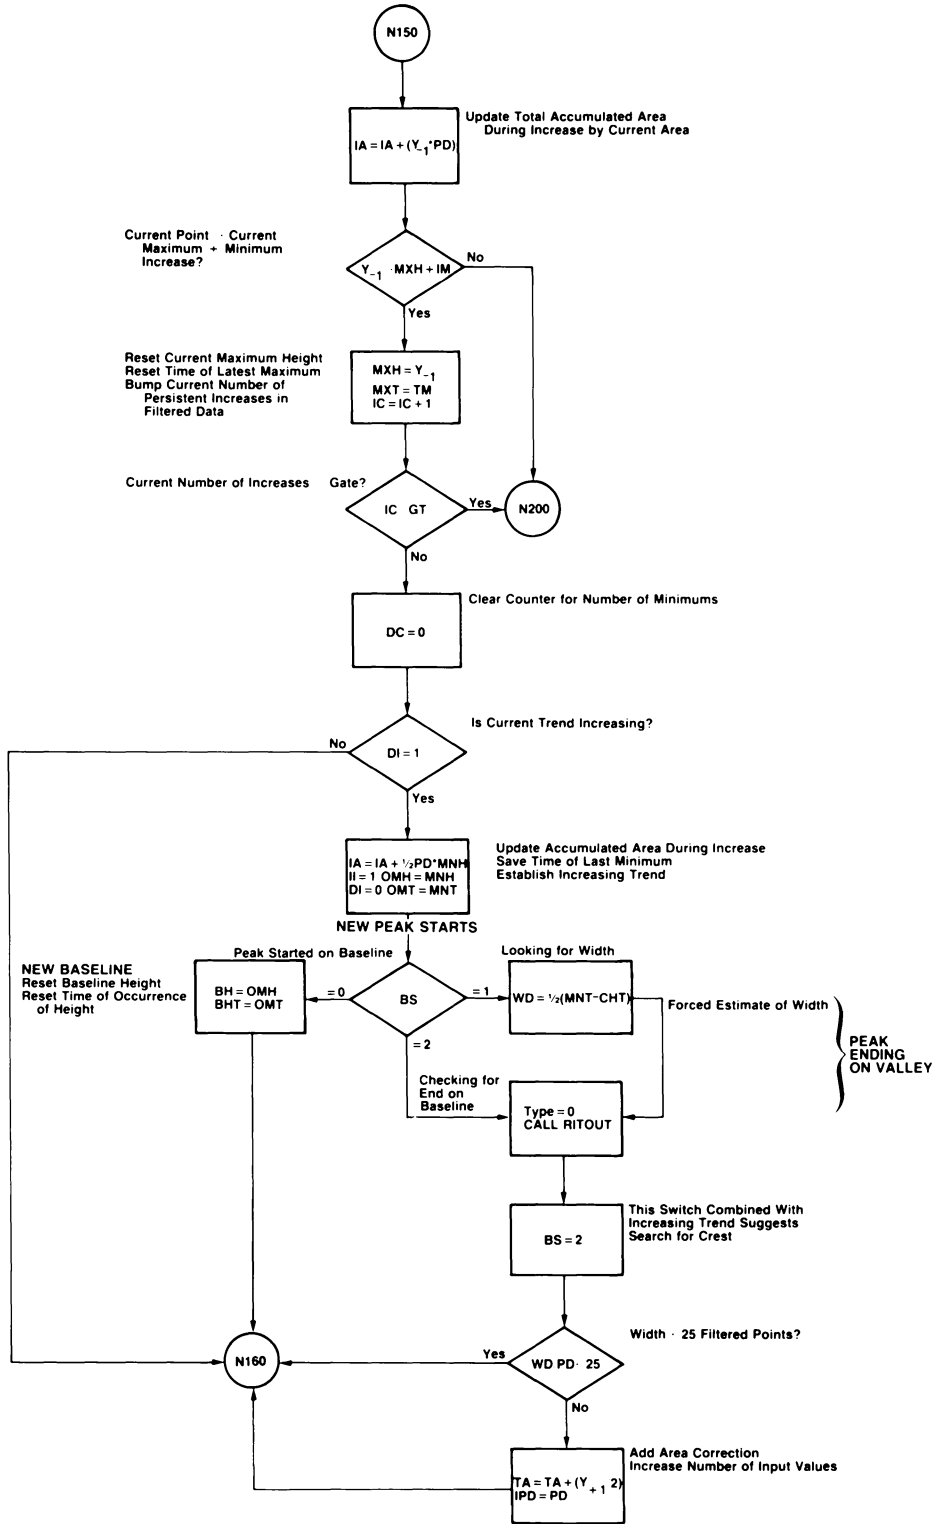 N150
Update Total Accumulated Area
During Increase by Current Area
IA = IA + (Y-1*PD)
Current Point · Current
Maximum + Minimum
Increase?
Y-1 · MXH + IM
No
Yes
Reset Current Maximum Height
Reset Time of Latest Maximum
Bump Current Number of
Persistent Increases in
Filtered Data
MXH = Y-1
MXT = TM
IC = IC + 1
Current Number of Increases Gate?
IC GT
Yes
N200
No
Clear Counter for Number of Minimums
DC = 0
Is Current Trend Increasing?
No
DI = 1
Yes
Update Accumulated Area During Increase
Save Time of Last Minimum
Establish Increasing Trend
IA = IA + ½PD*MNH
II = 1 OMH = MNH
DI = 0 OMT = MNT
NEW PEAK STARTS
Peak Started on Baseline
Looking for Width
NEW BASELINE
Reset Baseline Height
Reset Time of Occurrence
of Height
BH = OMH
BHT = OMT
= 0
BS
= 1
WD = ½(MNT-CHT)
Forced Estimate of Width
= 2
PEAK
ENDING
ON VALLEY
Checking for
End on
Baseline
Type = 0
CALL RITOUT
This Switch Combined With
Increasing Trend Suggests
Search for Crest
BS = 2
Width · 25 Filtered Points?
N160
Yes
WD PD · 25
No
Add Area Correction
Increase Number of Input Values
TA = TA + (Y+1 2)
IPD = PD